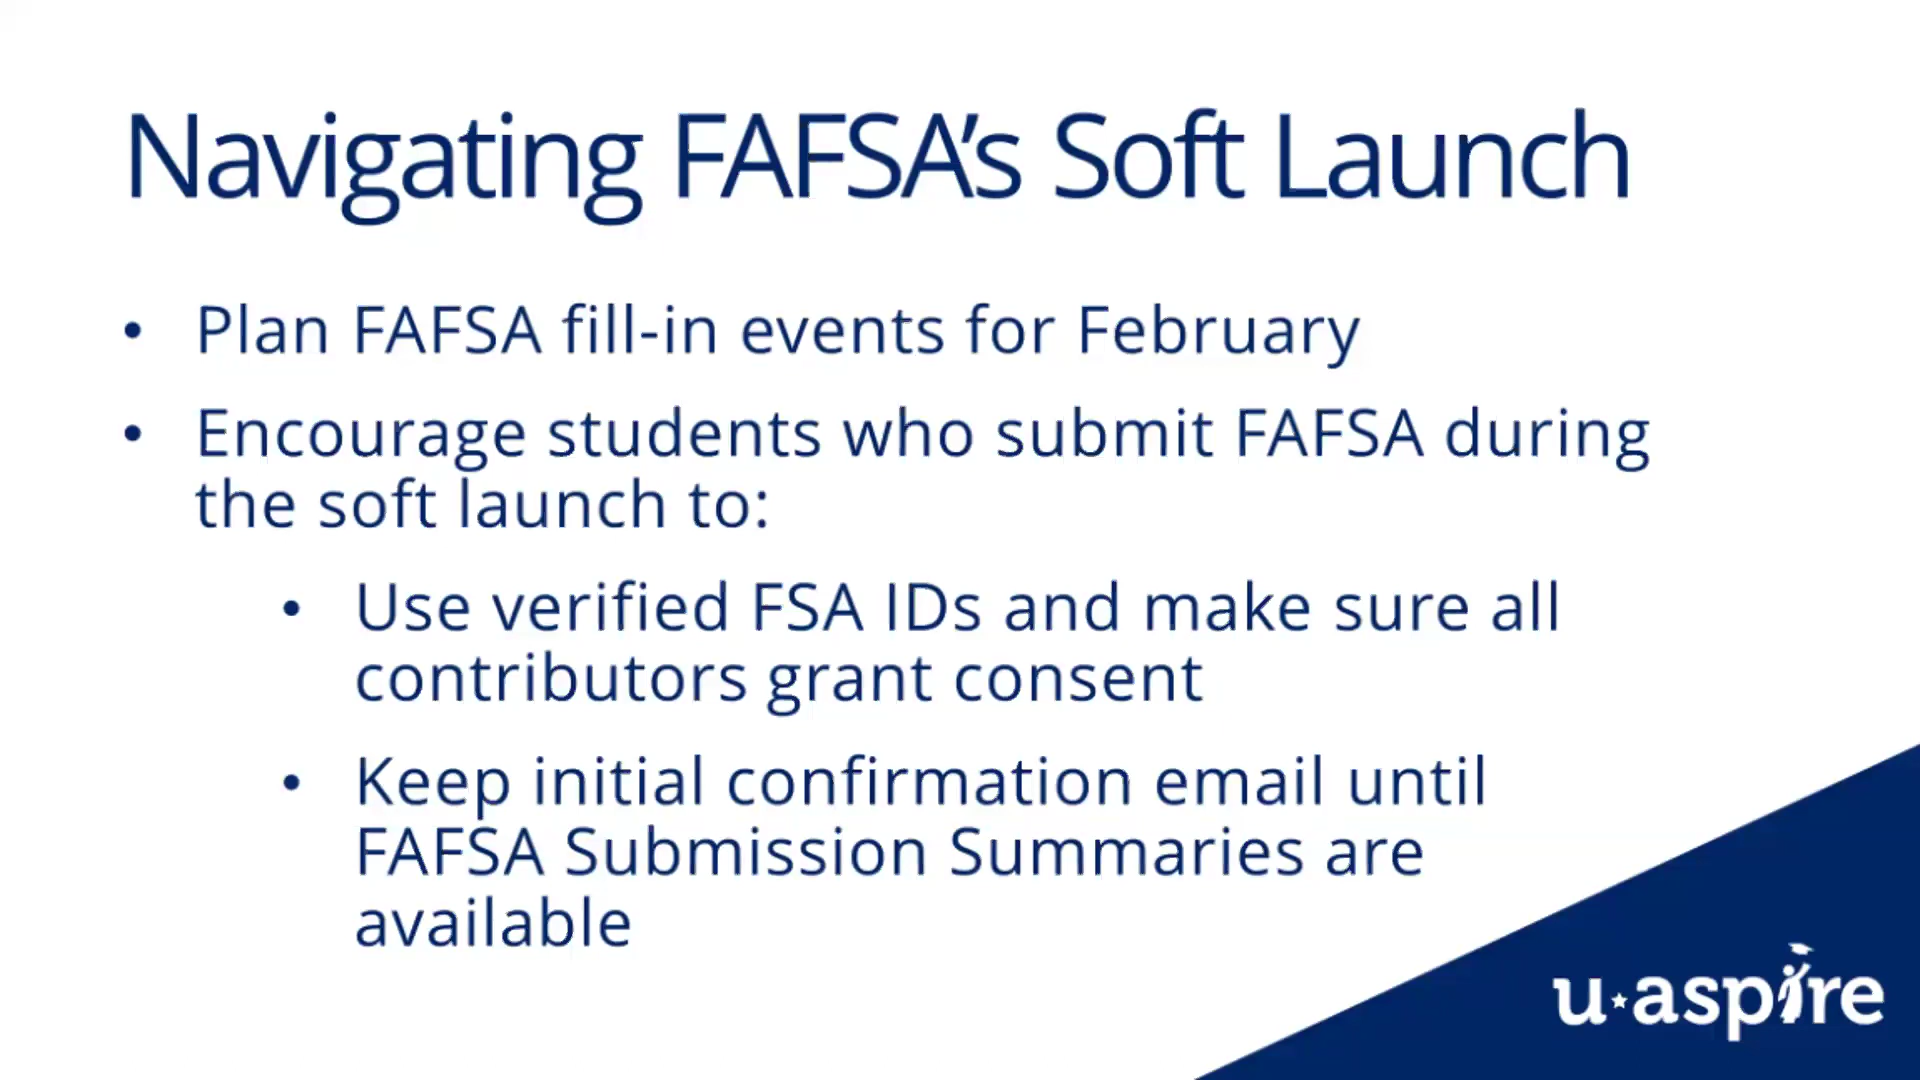 Navigating FAFSA's Soft Launch
• Plan FAFSA fill-in events for February
• Encourage students who submit FAFSA during
the soft launch to:
• Use verified FSA IDs and make sure all
contributors grant consent
• Keep initial confirmation email until
FAFSA Submission Summaries are
available
u★aspire